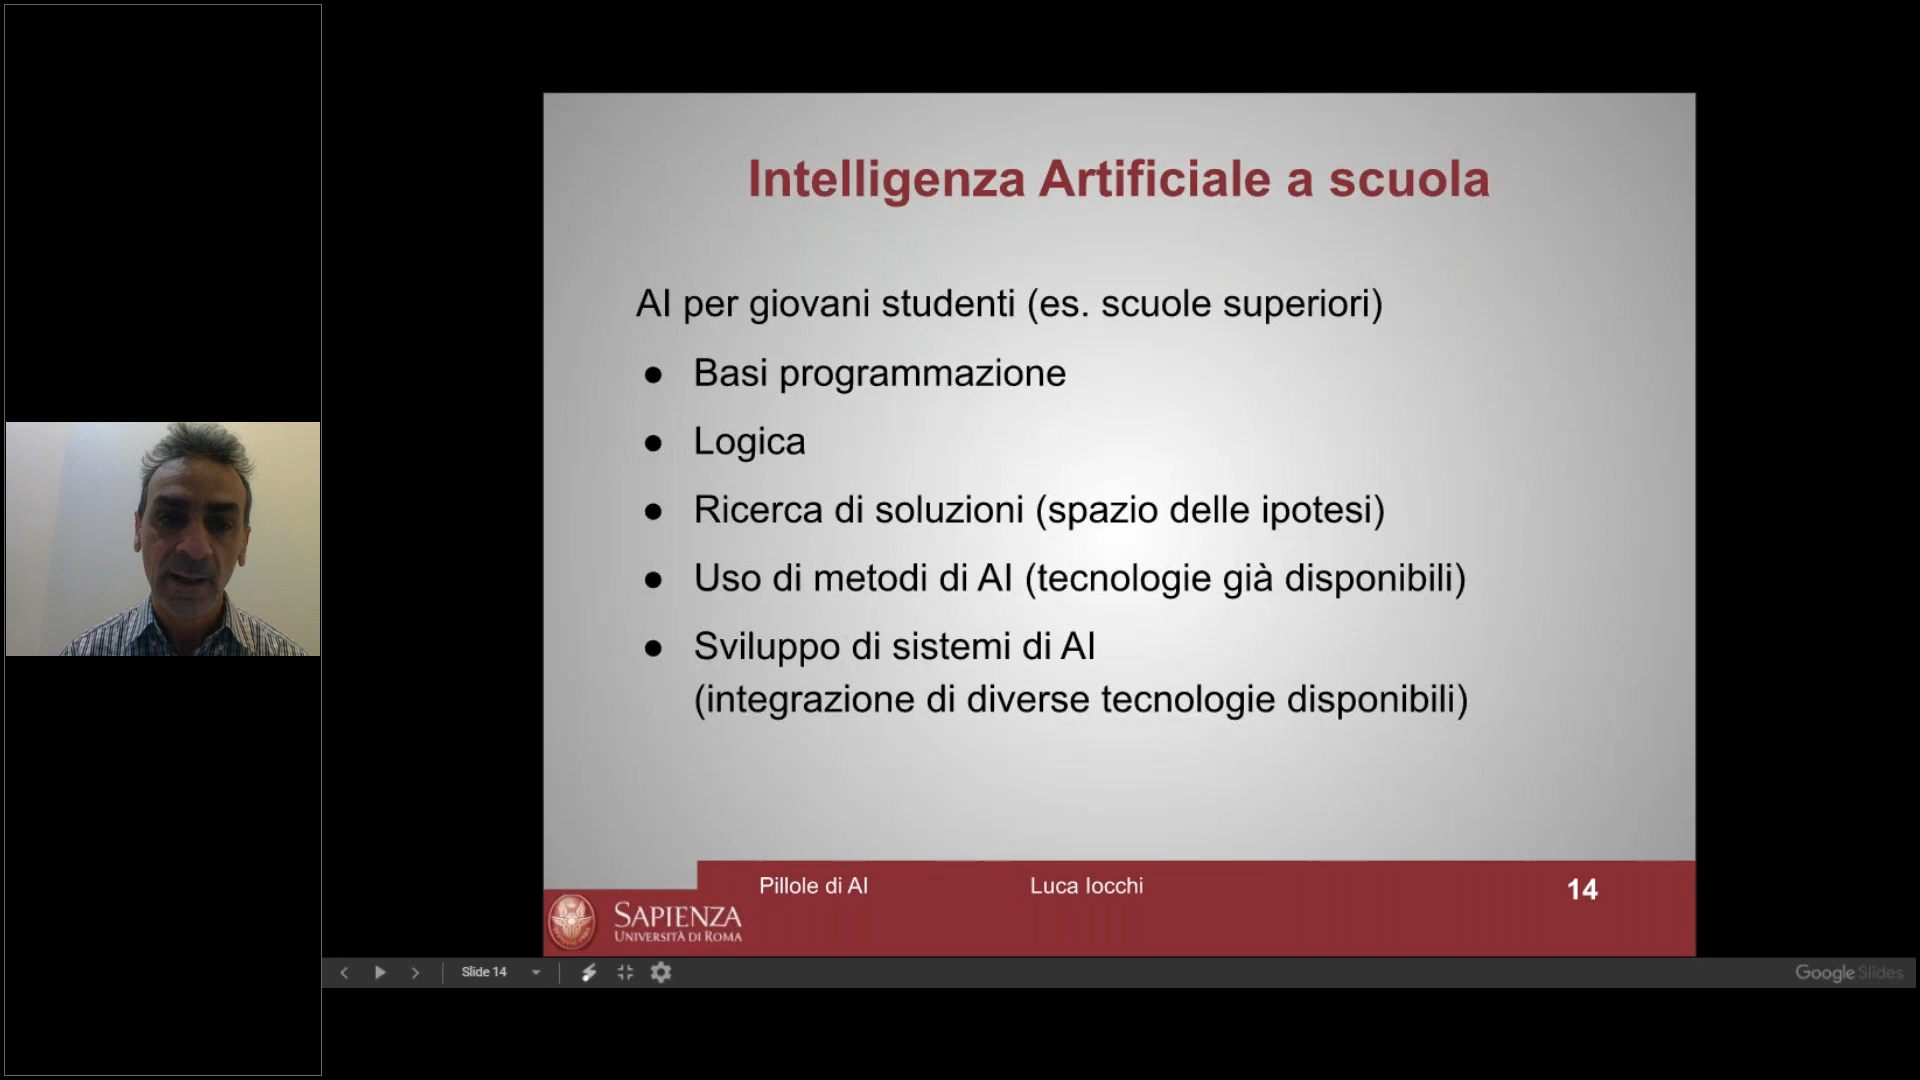 Intelligenza Artificiale a scuola
AI per giovani studenti (es. scuole superiori)
● Basi programmazione
● Logica
● Ricerca di soluzioni (spazio delle ipotesi)
● Uso di metodi di AI (tecnologie già disponibili)
● Sviluppo di sistemi di AI
(integrazione di diverse tecnologie disponibili)
Pillole di AI
Luca Iocchi
14
SAPIENZA
UNIVERSITÀ DI ROMA
Slide 14
Google Slides